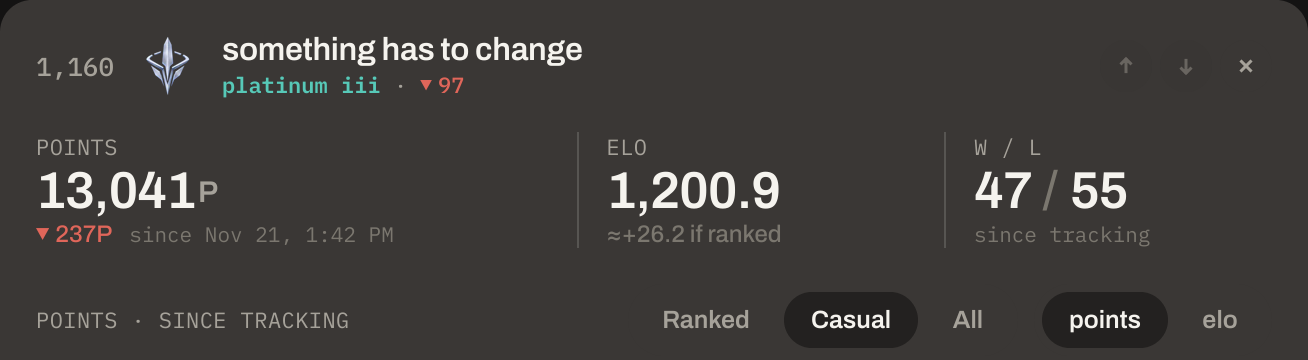 1,160
something has to change
platinum iii · ▼ 97
↑ ↓ ×
POINTS
13,041P
▼ 237P since Nov 21, 1:42 PM
ELO
1,200.9
≈+26.2 if ranked
W / L
47 / 55
since tracking
POINTS · SINCE TRACKING
Ranked Casual All points elo